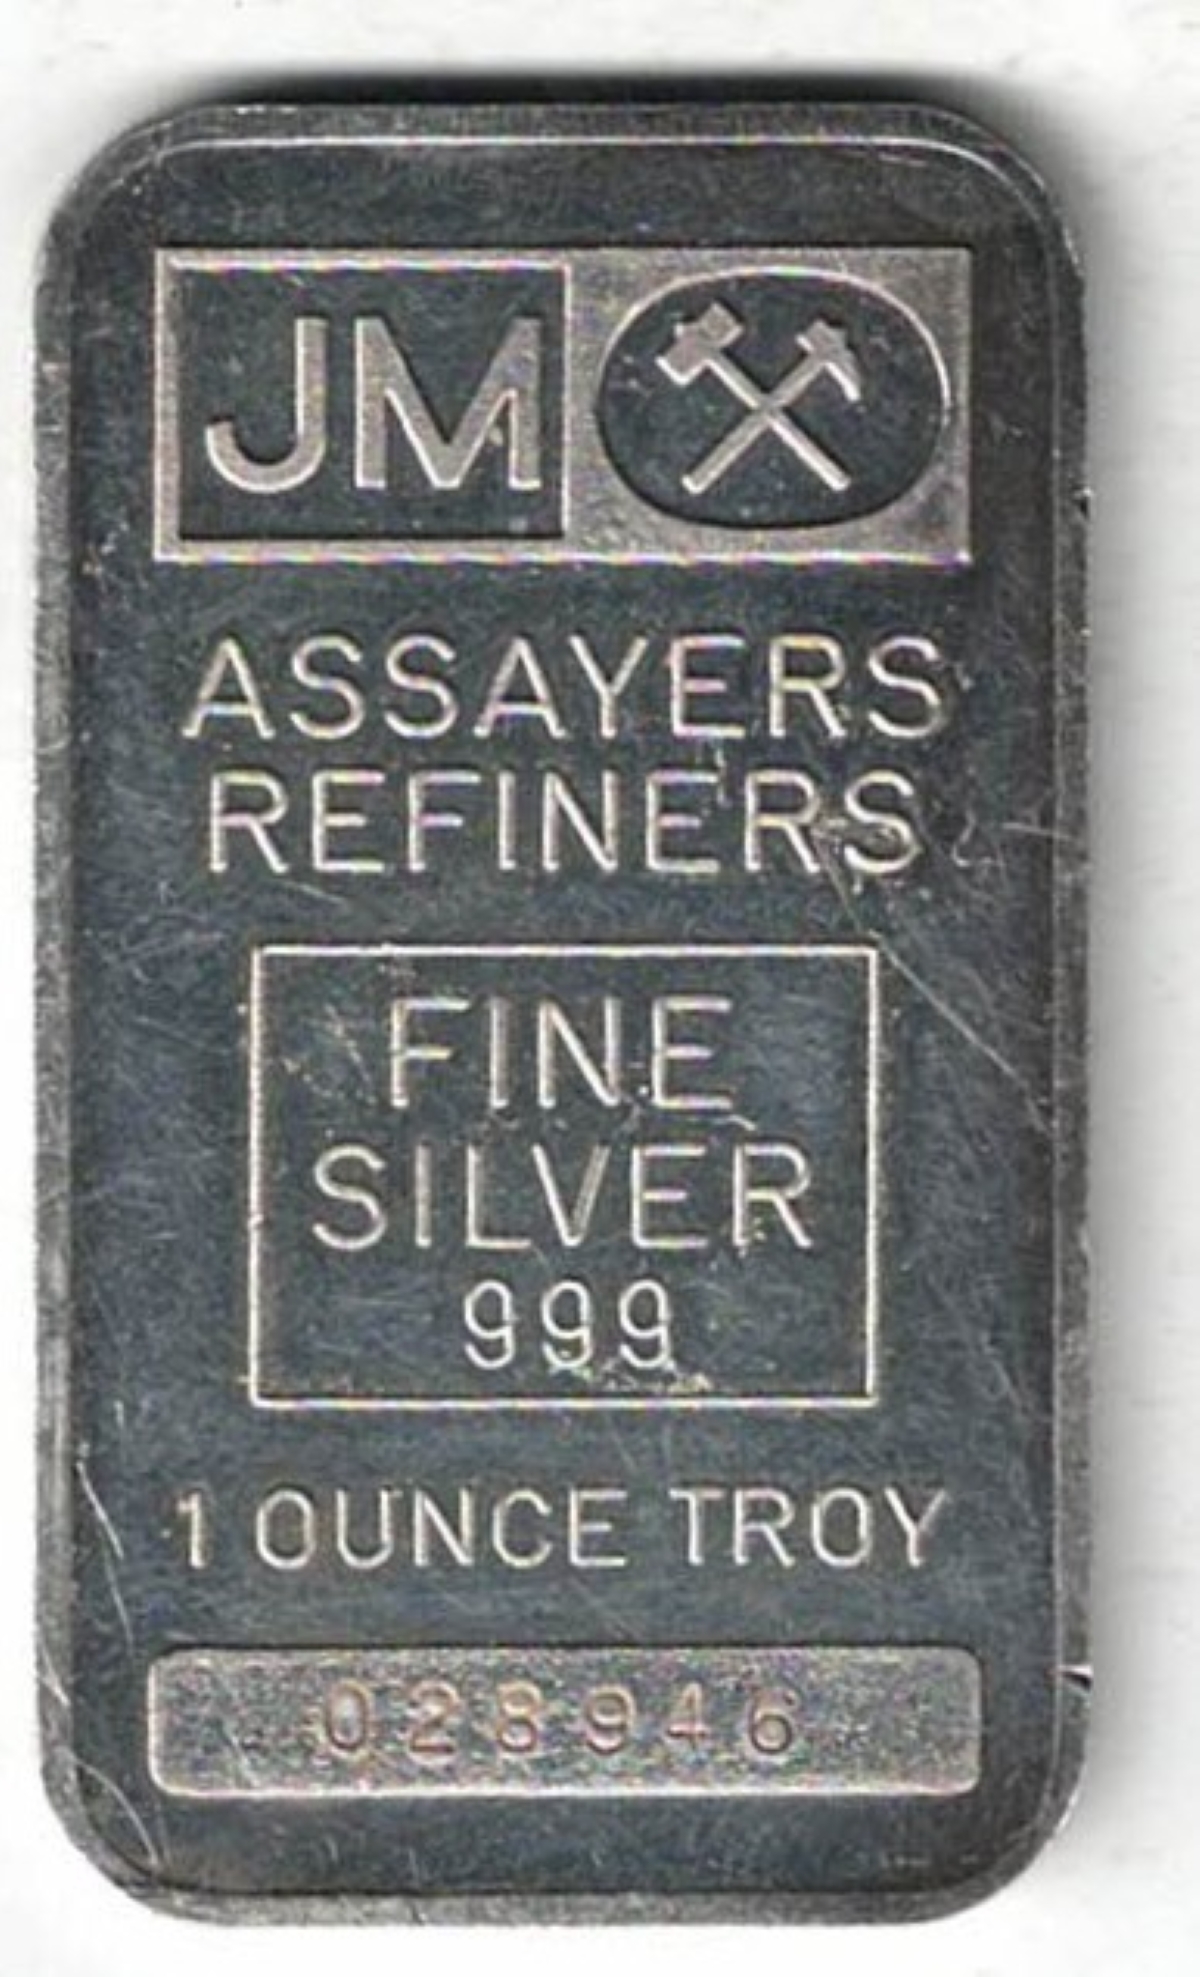 JM
ASSAYERS
REFINERS
FINE
SILVER
999
1 OUNCE TROY
028946